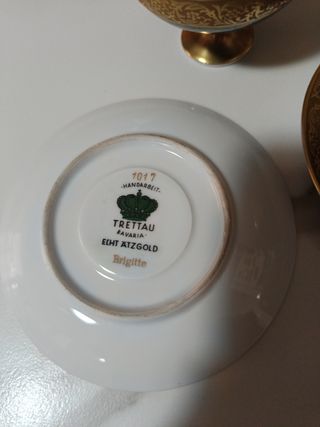 1017
-HANDARBEIT-
TRETTAU
BAVARIA
ECHT ÄTZGOLD
Brigitte